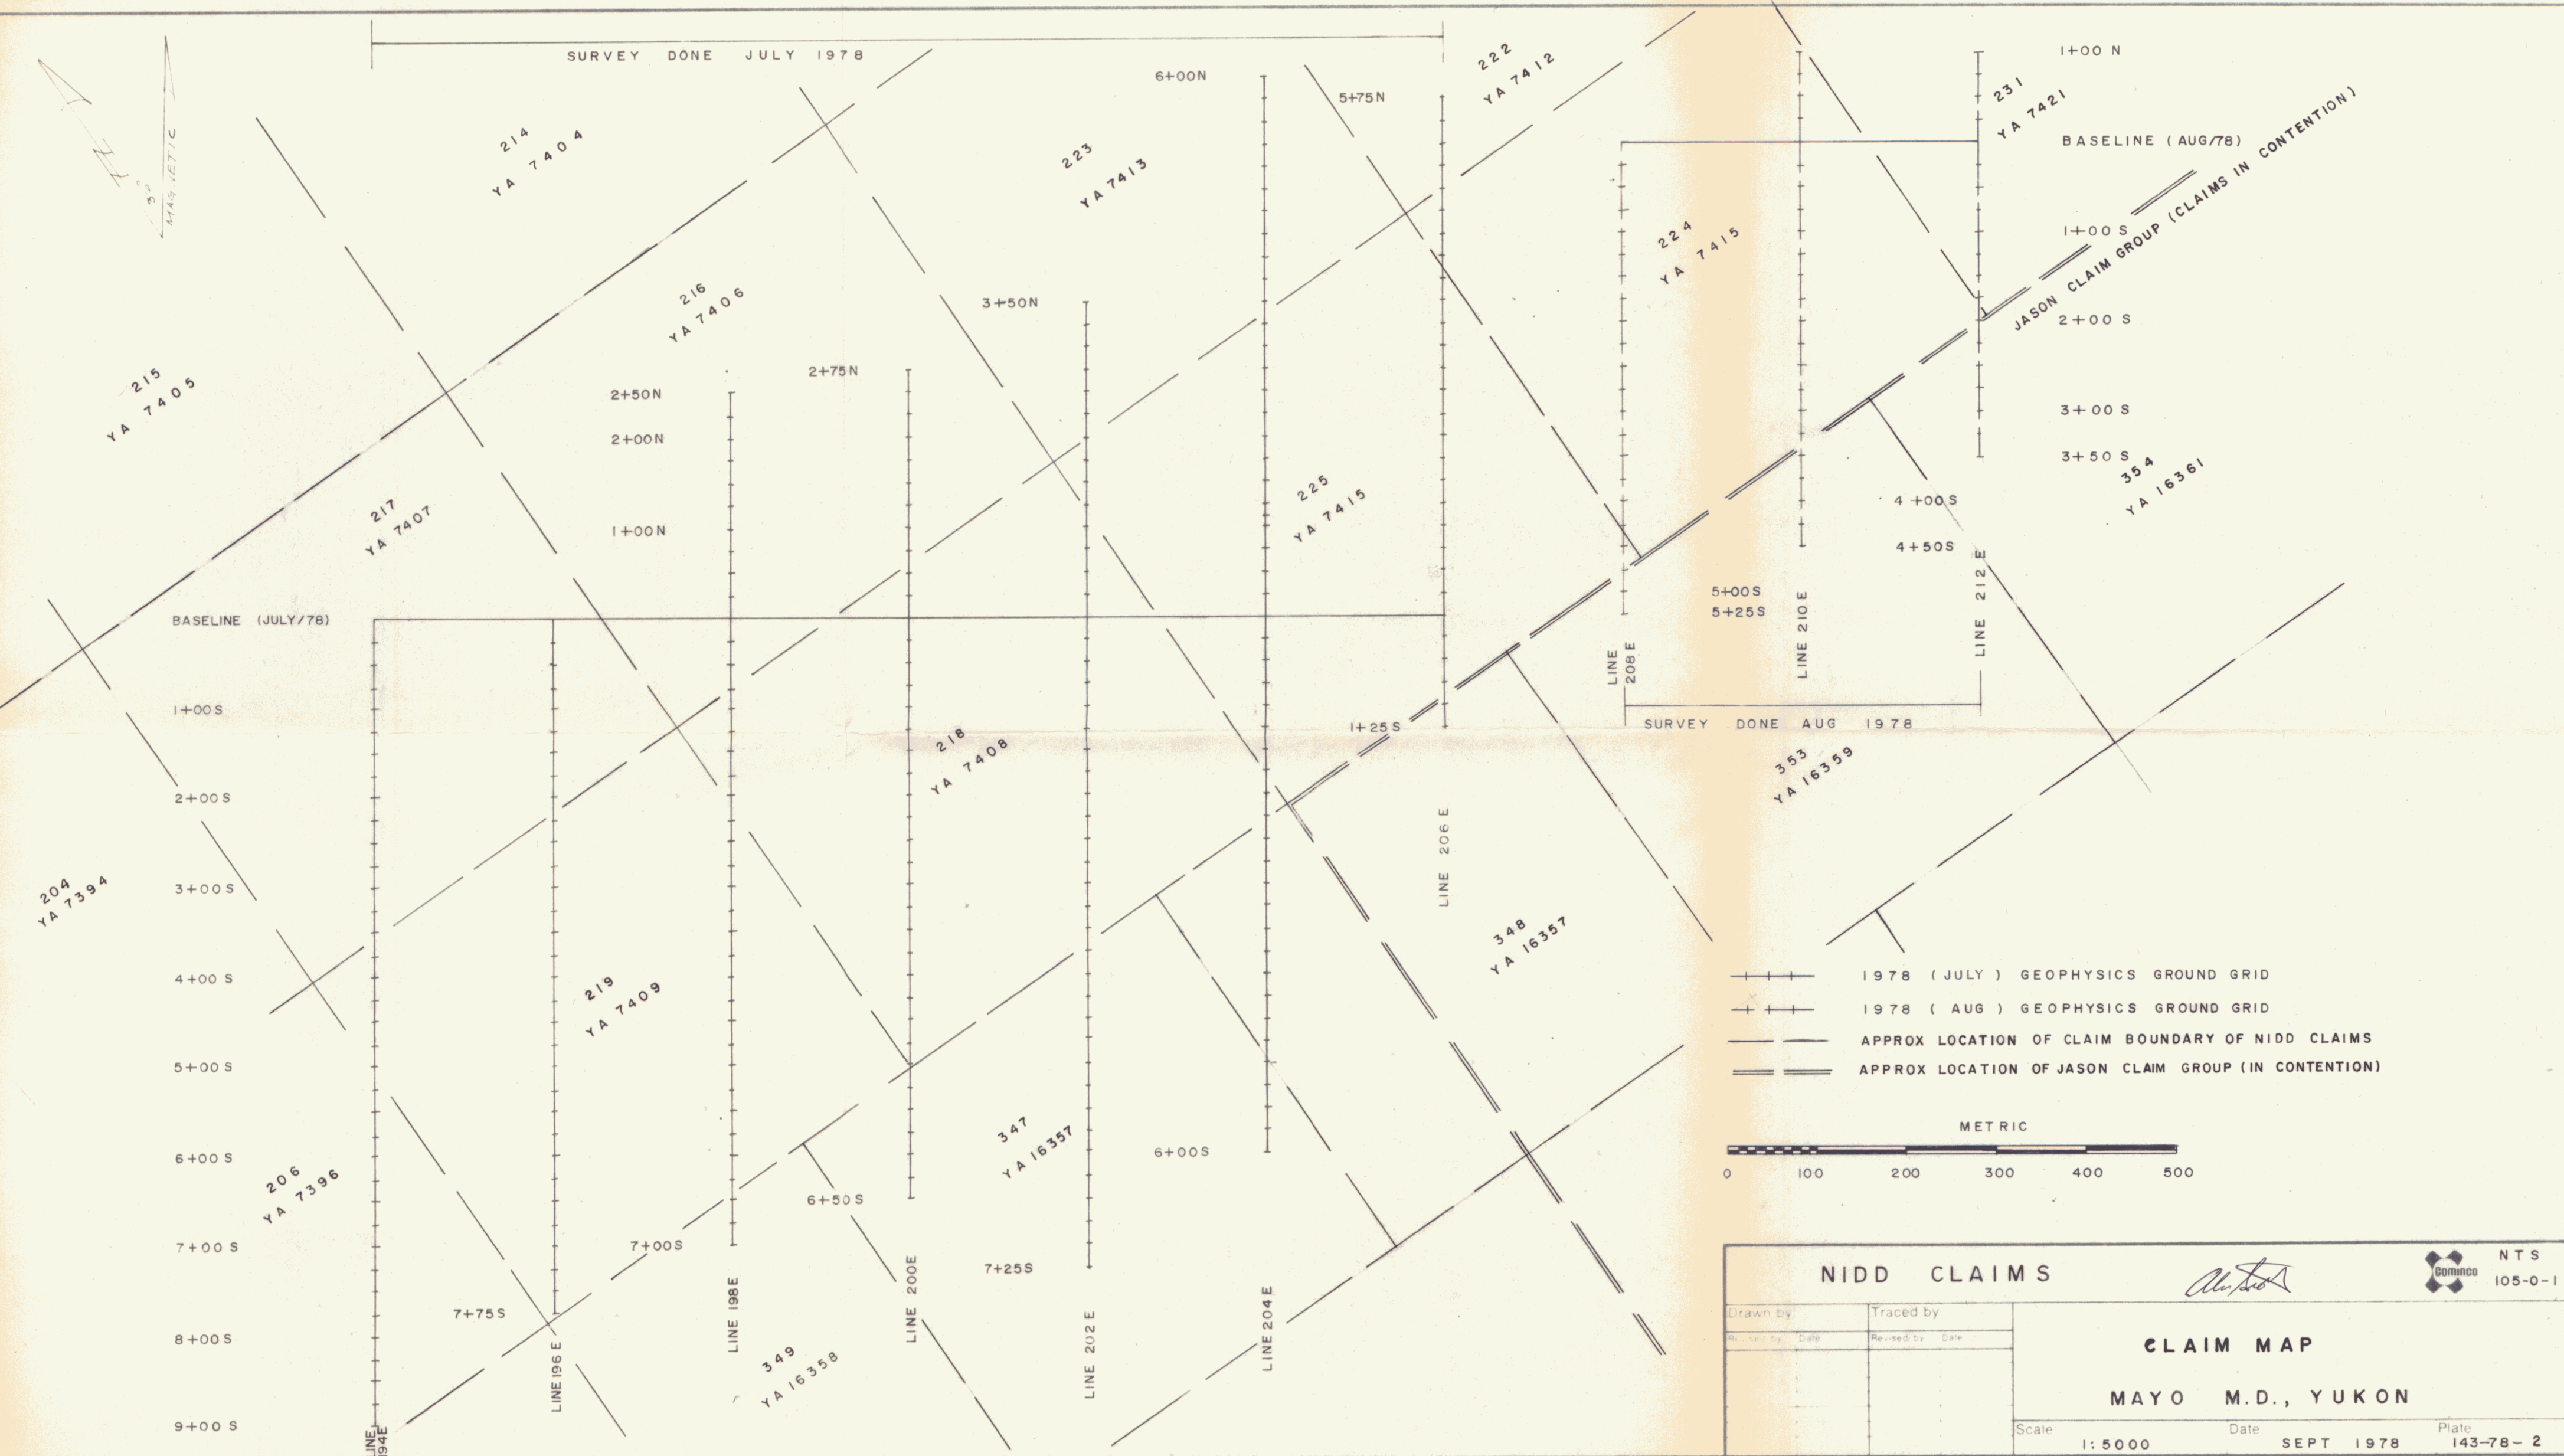 SURVEY DONE JULY 1978
MAGNETIC
214
YA 7404
215
YA 7405
216
YA 7406
217
YA 7407
223
YA 7413
222
YA 7412
224
YA 7415
225
YA 7415
231
YA 7421
6+00N
5+75N
3+50N
2+75N
2+50N
2+00N
1+00N
1+00 N
BASELINE (AUG/78)
1+00 S
JASON CLAIM GROUP (CLAIMS IN CONTENTION)
2+00 S
3+00 S
3+50 S
354
YA 16361
4+00S
4+50S
5+00S
5+25S
LINE 208E
LINE 210E
LINE 212E
SURVEY DONE AUG 1978
BASELINE (JULY/78)
1+00S
2+00S
3+00S
4+00 S
5+00S
6+00S
7+00 S
8+00S
9+00 S
204
YA 7394
206
YA 7396
218
YA 7408
219
YA 7409
1+25S
353
YA 16359
348
YA 16357
347
YA 16357
349
YA 16358
6+00S
6+50S
7+00S
7+25S
7+75S
LINE 194E
LINE 196E
LINE 198E
LINE 200E
LINE 202E
LINE 204E
LINE 206E
1978 (JULY) GEOPHYSICS GROUND GRID
1978 (AUG) GEOPHYSICS GROUND GRID
APPROX LOCATION OF CLAIM BOUNDARY OF NIDD CLAIMS
APPROX LOCATION OF JASON CLAIM GROUP (IN CONTENTION)
METRIC
0 100 200 300 400 500
NIDD CLAIMS
Cominco
NTS
105-O-1
Drawn by
Traced by
Revised by Date
Revised by Date
CLAIM MAP
MAYO M.D., YUKON
Scale 1:5000
Date SEPT 1978
Plate 143-78-2